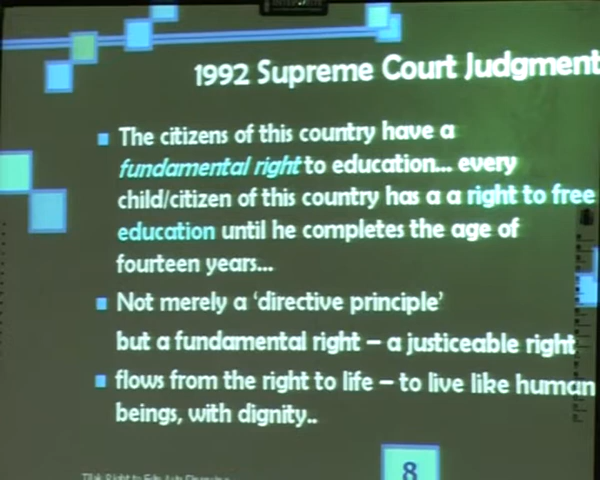 1992 Supreme Court Judgment
The citizens of this country have a
fundamental right to education... every
child/citizen of this country has a a right to free
education until he completes the age of
fourteen years...
Not merely a 'directive principle'
but a fundamental right – a justiceable right
flows from the right to life – to live like human
beings, with dignity..
8